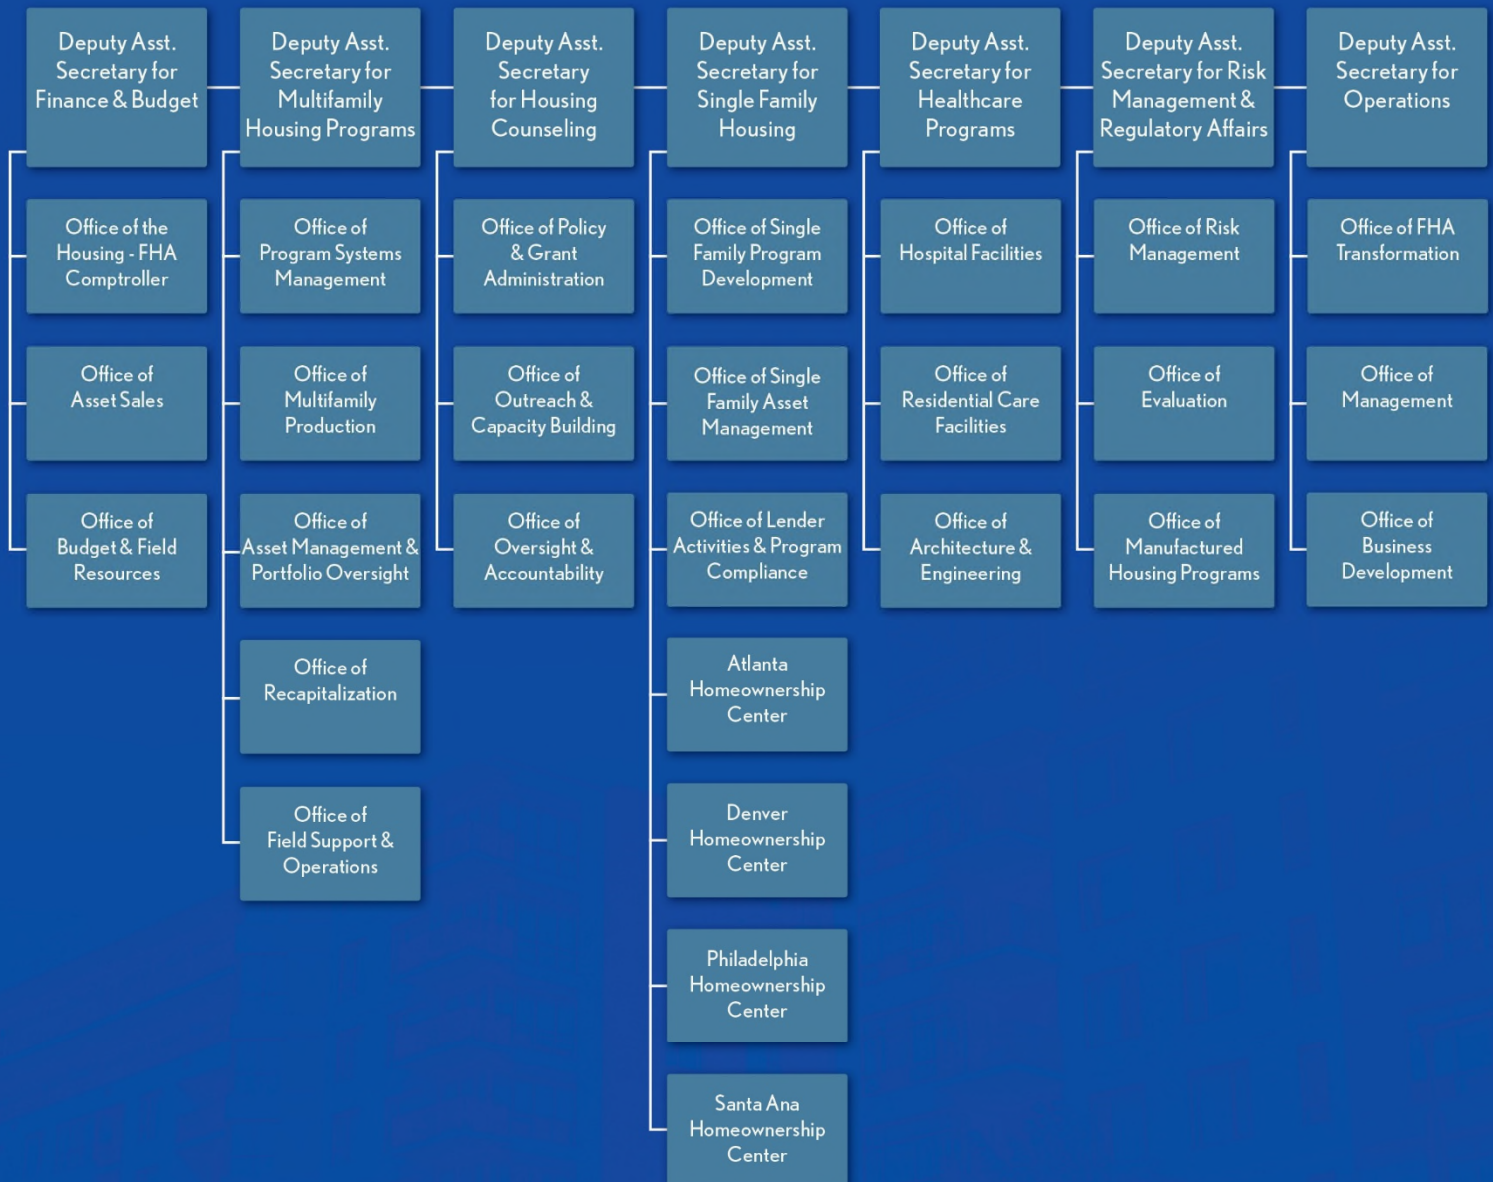 Deputy Asst.
Secretary for
Finance & Budget
Deputy Asst.
Secretary for
Multifamily
Housing Programs
Deputy Asst.
Secretary
for Housing
Counseling
Deputy Asst.
Secretary for
Single Family
Housing
Deputy Asst.
Secretary for
Healthcare
Programs
Deputy Asst.
Secretary for Risk
Management &
Regulatory Affairs
Deputy Asst.
Secretary for
Operations
Office of the
Housing - FHA
Comptroller
Office of
Program Systems
Management
Office of Policy
& Grant
Administration
Office of Single
Family Program
Development
Office of
Hospital Facilities
Office of Risk
Management
Office of FHA
Transformation
Office of
Asset Sales
Office of
Multifamily
Production
Office of
Outreach &
Capacity Building
Office of Single
Family Asset
Management
Office of
Residential Care
Facilities
Office of
Evaluation
Office of
Management
Office of
Budget & Field
Resources
Office of
Asset Management &
Portfolio Oversight
Office of
Oversight &
Accountability
Office of Lender
Activities & Program
Compliance
Office of
Architecture &
Engineering
Office of
Manufactured
Housing Programs
Office of
Business
Development
Office of
Recapitalization
Atlanta
Homeownership
Center
Office of
Field Support &
Operations
Denver
Homeownership
Center
Philadelphia
Homeownership
Center
Santa Ana
Homeownership
Center